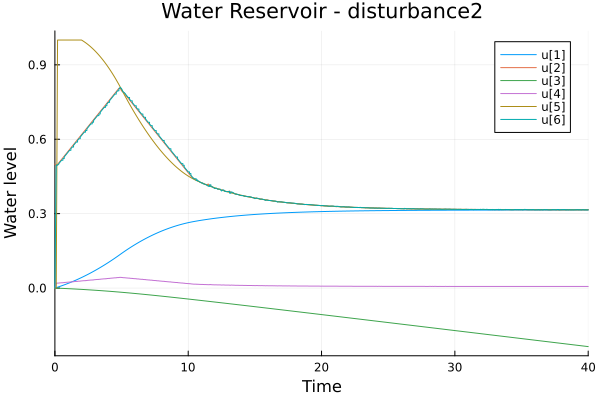 Water Reservoir - disturbance2
Water level
0.9
0.6
0.3
0.0
u[1]
u[2]
u[3]
u[4]
u[5]
u[6]
0
10
20
30
40
Time